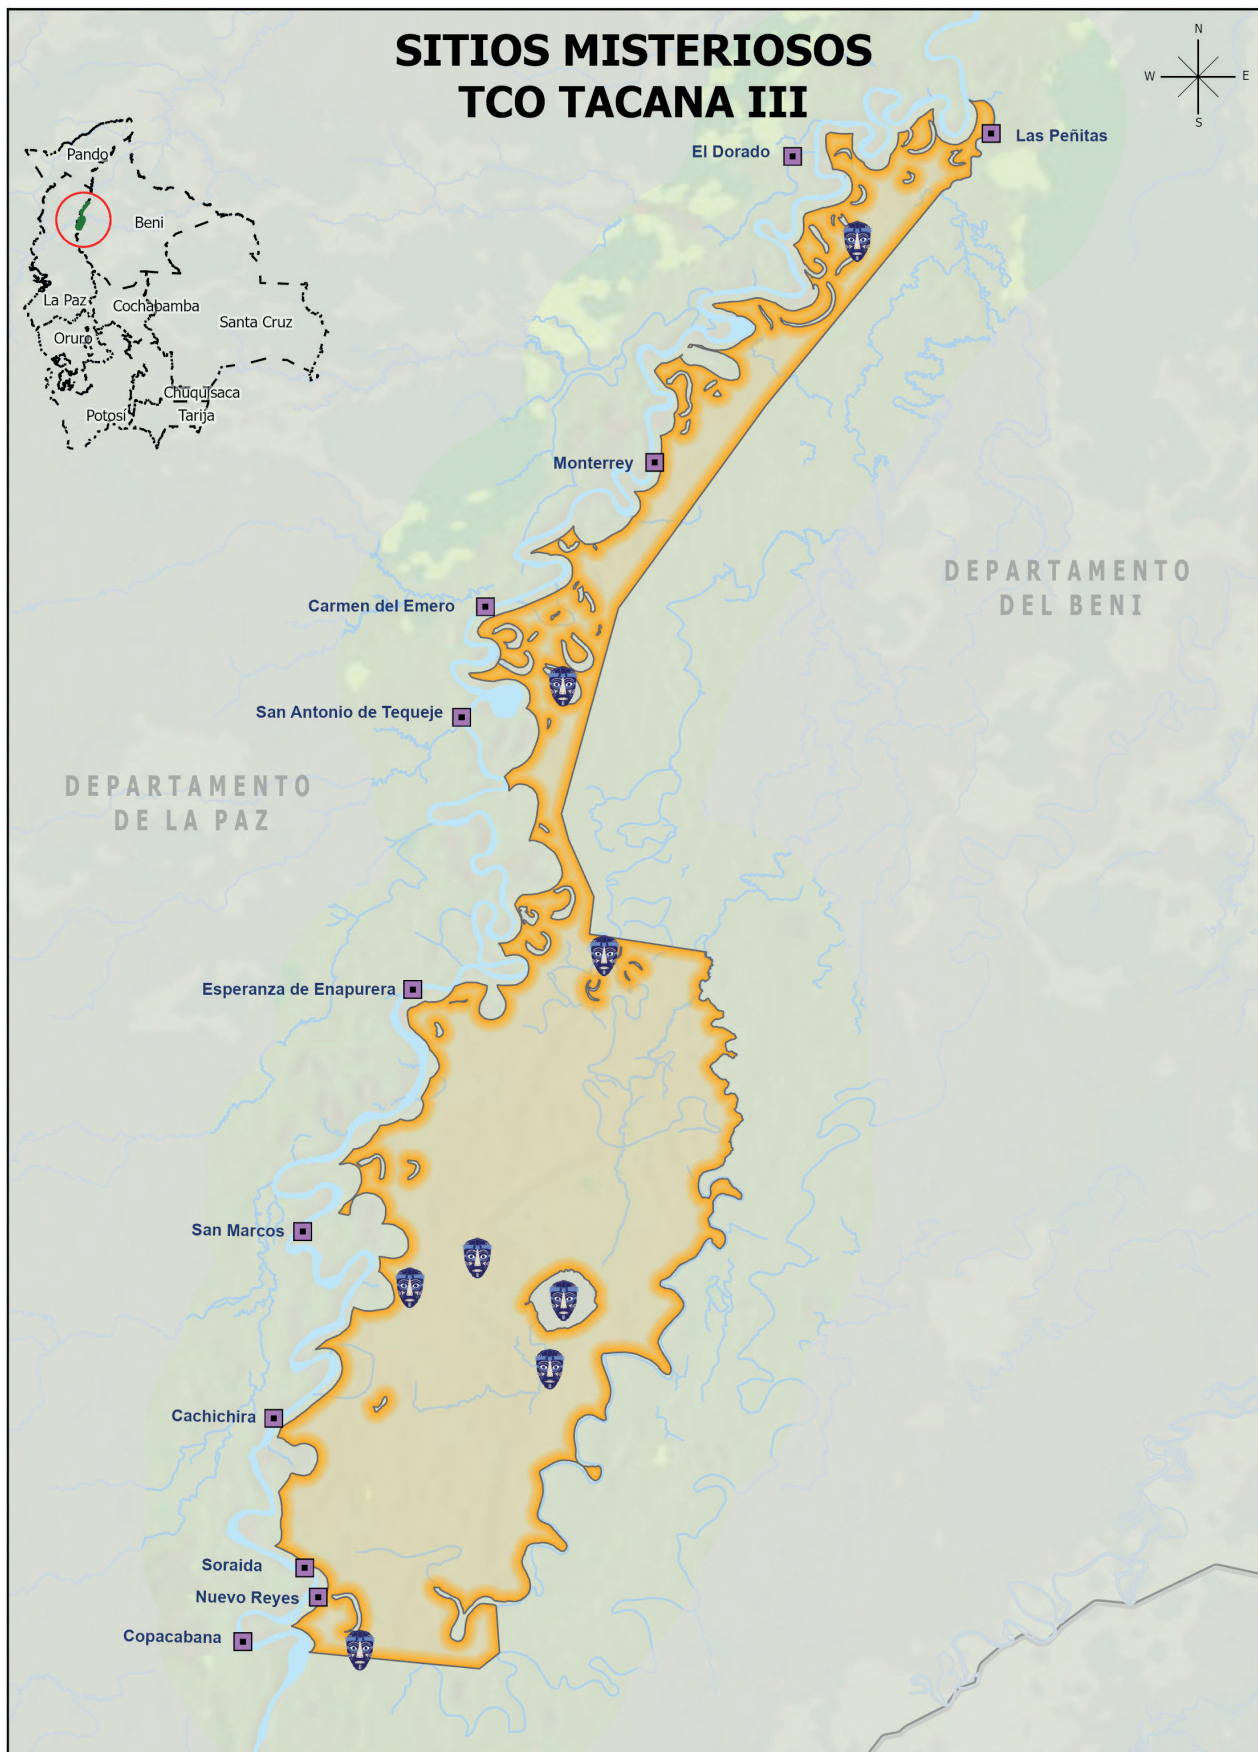 SITIOS MISTERIOSOS
TCO TACANA III
N
W
E
S
Pando
Beni
La Paz
Cochabamba
Oruro
Santa Cruz
Chuquisaca
Potosí
Tarija
Las Peñitas
El Dorado
Monterrey
DEPARTAMENTO
DEL BENI
Carmen del Emero
San Antonio de Tequeje
DEPARTAMENTO
DE LA PAZ
Esperanza de Enapurera
San Marcos
Cachichira
Soraida
Nuevo Reyes
Copacabana